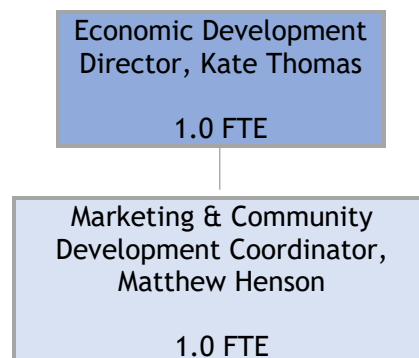 Economic Development
Director, Kate Thomas
1.0 FTE
Marketing & Community
Development Coordinator,
Matthew Henson
1.0 FTE